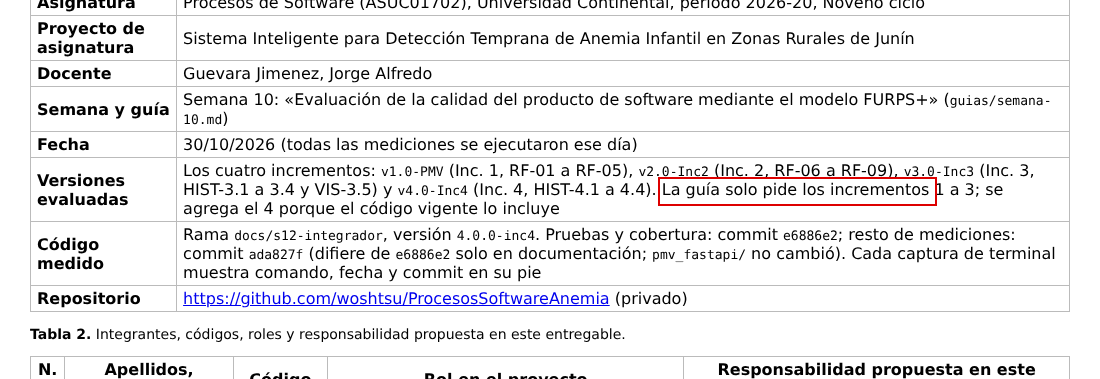 Asignatura Procesos de Software (ASUC01702), Universidad Continental, periodo 2026-20, Noveno ciclo
Proyecto de asignatura Sistema Inteligente para Detección Temprana de Anemia Infantil en Zonas Rurales de Junín
Docente Guevara Jimenez, Jorge Alfredo
Semana y guía Semana 10: «Evaluación de la calidad del producto de software mediante el modelo FURPS+» (guias/semana-
10.md)
Fecha 30/10/2026 (todas las mediciones se ejecutaron ese día)
Versiones evaluadas Los cuatro incrementos: v1.0-PMV (Inc. 1, RF-01 a RF-05), v2.0-Inc2 (Inc. 2, RF-06 a RF-09), v3.0-Inc3 (Inc. 3,
HIST-3.1 a 3.4 y VIS-3.5) y v4.0-Inc4 (Inc. 4, HIST-4.1 a 4.4). La guía solo pide los incrementos 1 a 3; se
agrega el 4 porque el código vigente lo incluye
Código medido Rama docs/s12-integrador, versión 4.0.0-inc4. Pruebas y cobertura: commit e6886e2; resto de mediciones:
commit ada827f (difiere de e6886e2 solo en documentación; pmv_fastapi/ no cambió). Cada captura de terminal
muestra comando, fecha y commit en su pie
Repositorio https://github.com/woshtsu/ProcesosSoftwareAnemia (privado)
Tabla 2. Integrantes, códigos, roles y responsabilidad propuesta en este entregable.
N. Apellidos, Código Rol en el proyecto Responsabilidad propuesta en este